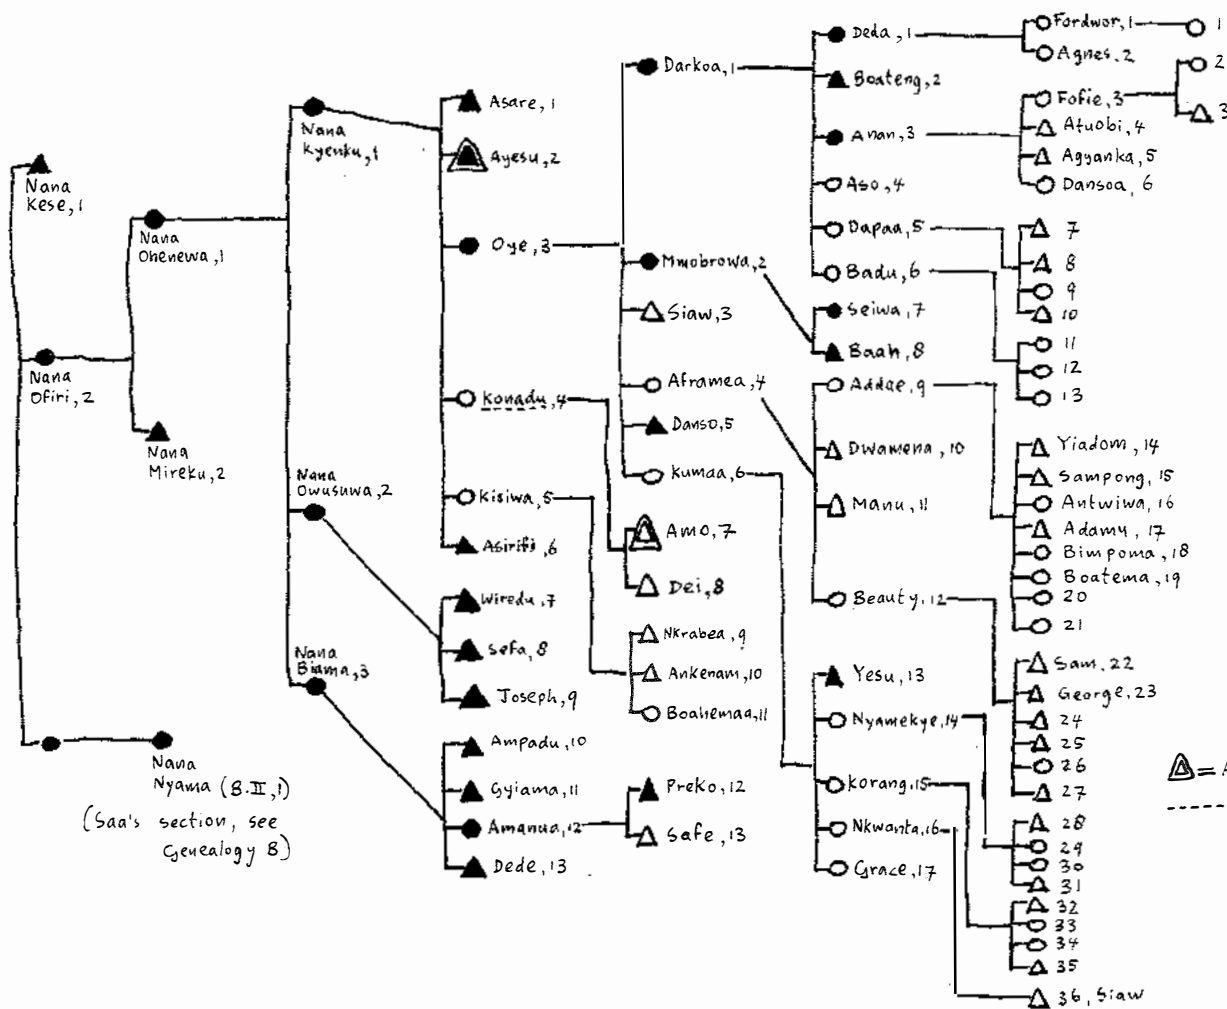 Nana
Kese, 1
Nana
Ofiri, 2
Nana
Nyama (B.II,1)
(Saa's section, see
Genealogy B)
Nana
Ohenewa, 1
Nana
Mireku, 2
Nana
Kyenku, 1
Nana
Owusuwa, 2
Nana
Biama, 3
Asare, 1
Ayesu, 2
Oye, 3
Konadu, 4
Kisiwa, 5
Asirifi, 6
Wiredu, 7
Sefa, 8
Joseph, 9
Ampadu, 10
Gyiama, 11
Amanua, 12
Dede, 13
Darkoa, 1
Mmobrowa, 2
Siaw, 3
Aframea, 4
Danso, 5
Kumaa, 6
Amo, 7
Dei, 8
Nkrabea, 9
Ankenam, 10
Boahemaa, 11
Preko, 12
Safe, 13
Deda, 1
Boateng, 2
Anan, 3
Aso, 4
Dapaa, 5
Badu, 6
Seiwa, 7
Baah, 8
Addae, 9
Dwamena, 10
Manu, 11
Beauty, 12
Yesu, 13
Nyamekye, 14
Korang, 15
Nkwanta, 16
Grace, 17
Fordwor, 1
Agnes, 2
Fofie, 3
Afuobi, 4
Agyanka, 5
Dansoa, 6
7
8
9
10
11
12
13
Yiadom, 14
Sampong, 15
Antwiwa, 16
Adamu, 17
Bimpoma, 18
Boatema, 19
20
21
Sam, 22
George, 23
24
25
26
27
28
29
30
31
32
33
34
35
36, Siaw
1
2
3
=